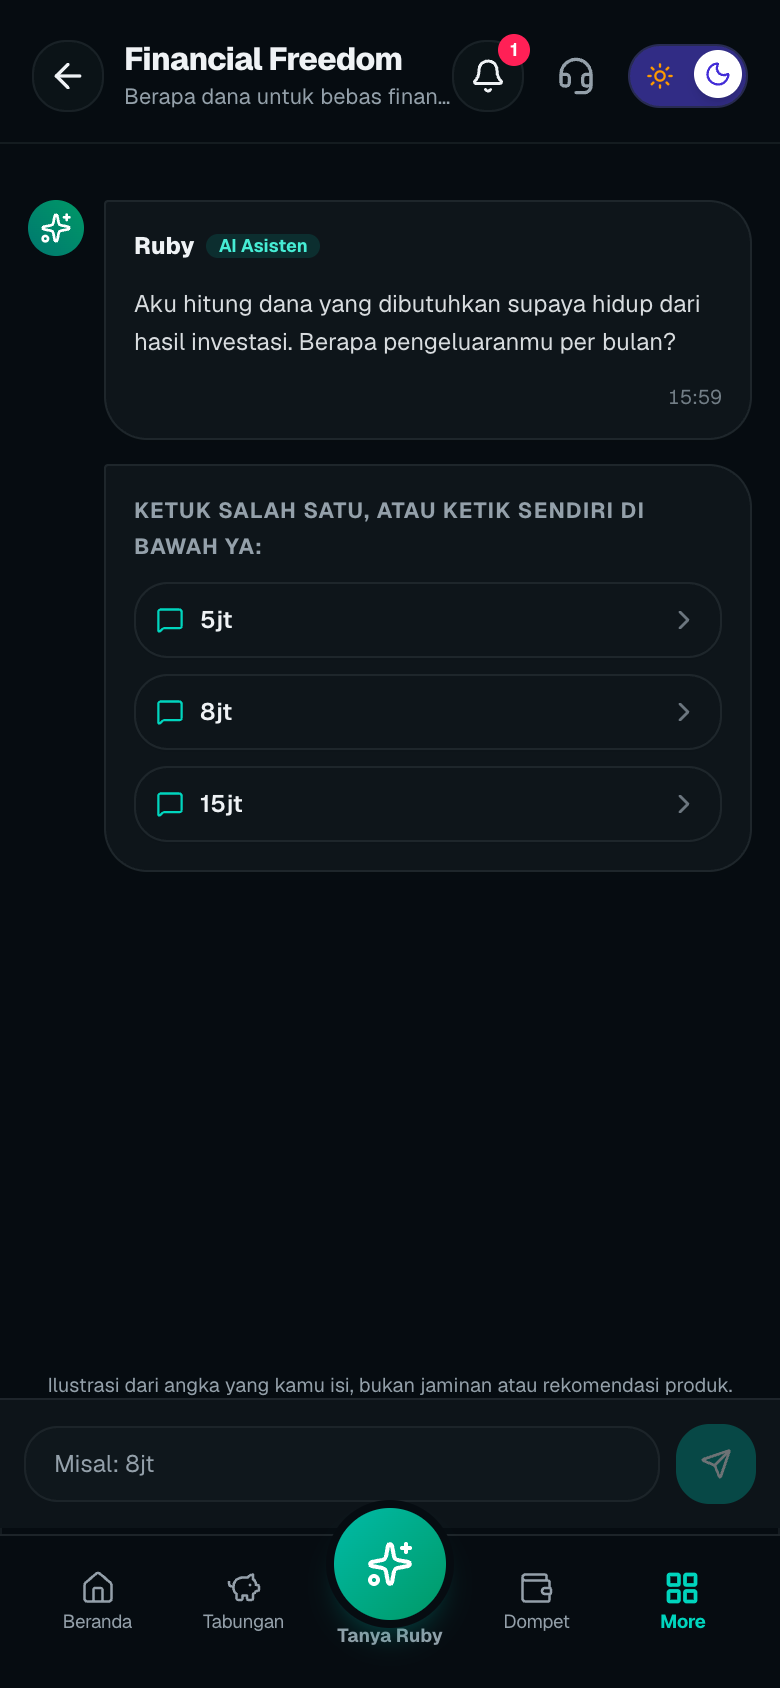 Financial Freedom
Berapa dana untuk bebas finan...
1
Ruby
AI Asisten
Aku hitung dana yang dibutuhkan supaya hidup dari
hasil investasi. Berapa pengeluaranmu per bulan?
15:59
KETUK SALAH SATU, ATAU KETIK SENDIRI DI
BAWAH YA:
5jt
8jt
15jt
Ilustrasi dari angka yang kamu isi, bukan jaminan atau rekomendasi produk.
Misal: 8jt
Beranda
Tabungan
Tanya Ruby
Dompet
More